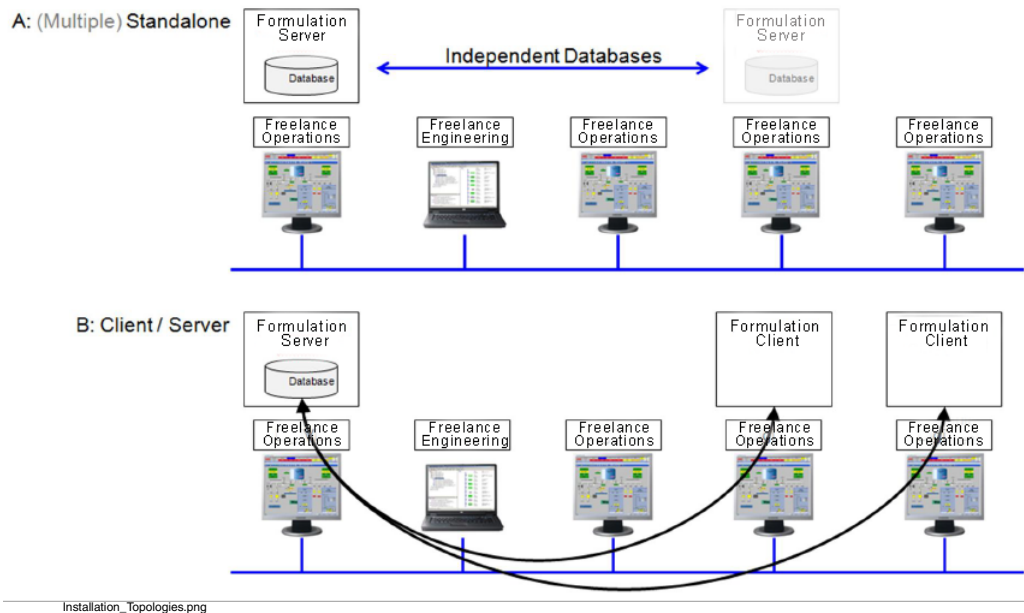 A: (Multiple) Standalone
Formulation
Server
Database
Independent Databases
Formulation
Server
Database
Freelance
Operations
Freelance
Engineering
Freelance
Operations
Freelance
Operations
Freelance
Operations
B: Client / Server
Formulation
Server
Database
Formulation
Client
Formulation
Client
Freelance
Operations
Freelance
Engineering
Freelance
Operations
Freelance
Operations
Freelance
Operations
Installation_Topologies.png